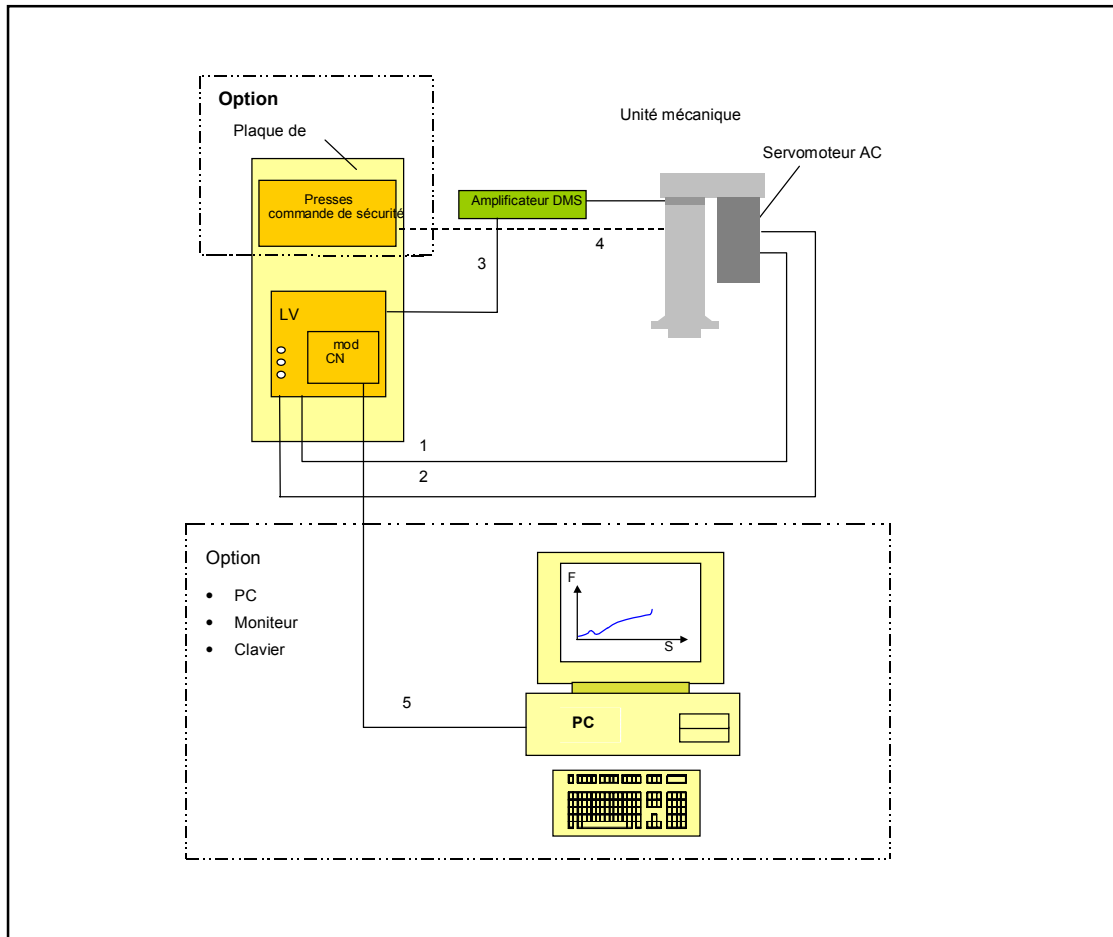 Option
Plaque de
Unité mécanique
Servomoteur AC
Presses
commande de sécurité
Amplificateur DMS
4
3
LV
mod
CN
1
2
Option
• PC
• Moniteur
• Clavier
F
S
5
PC